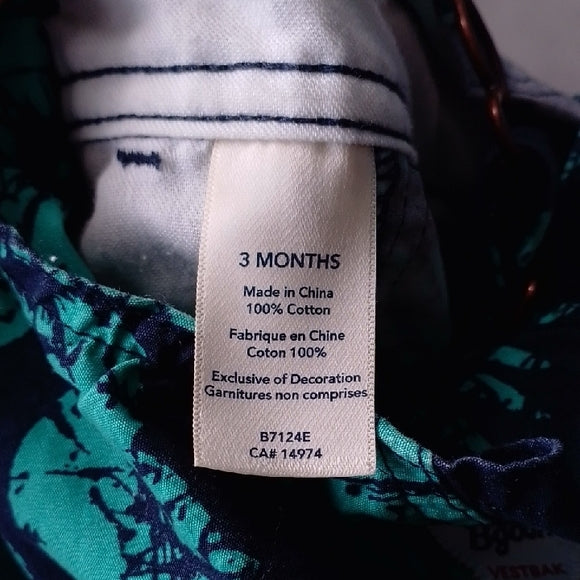 3 MONTHS
Made in China
100% Cotton
Fabrique en Chine
Coton 100%
Exclusive of Decoration
Garnitures non comprises
B7124E
CA# 14974
VESTBAK